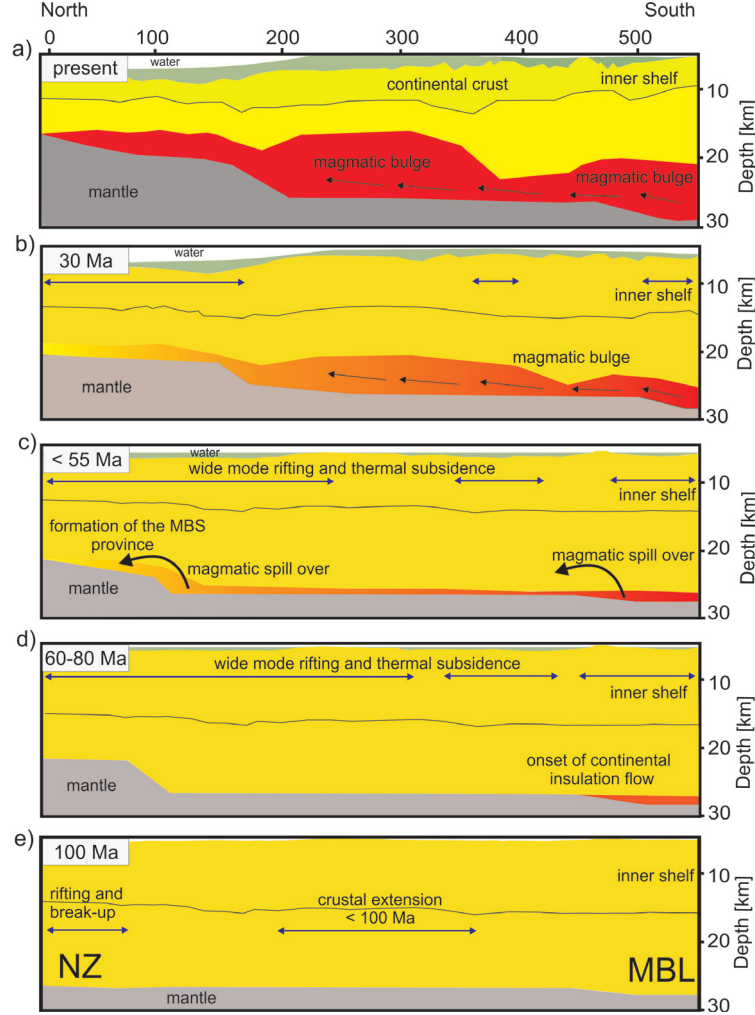 North South
0 100 200 300 400 500
a) present
water
continental crust
inner shelf
10
magmatic bulge
magmatic bulge
20
mantle
30
Depth [km]
b) 30 Ma
water
10
inner shelf
magmatic bulge
20
mantle
30
Depth [km]
c) < 55 Ma
water
wide mode rifting and thermal subsidence
10
inner shelf
formation of the MBS
province
magmatic spill over
magmatic spill over
20
mantle
30
Depth [km]
d) 60-80 Ma
wide mode rifting and thermal subsidence
10
inner shelf
20
onset of continental
insulation flow
mantle
30
Depth [km]
e) 100 Ma
inner shelf
10
rifting and
break-up
crustal extension
< 100 Ma
20
NZ MBL
mantle
30
Depth [km]